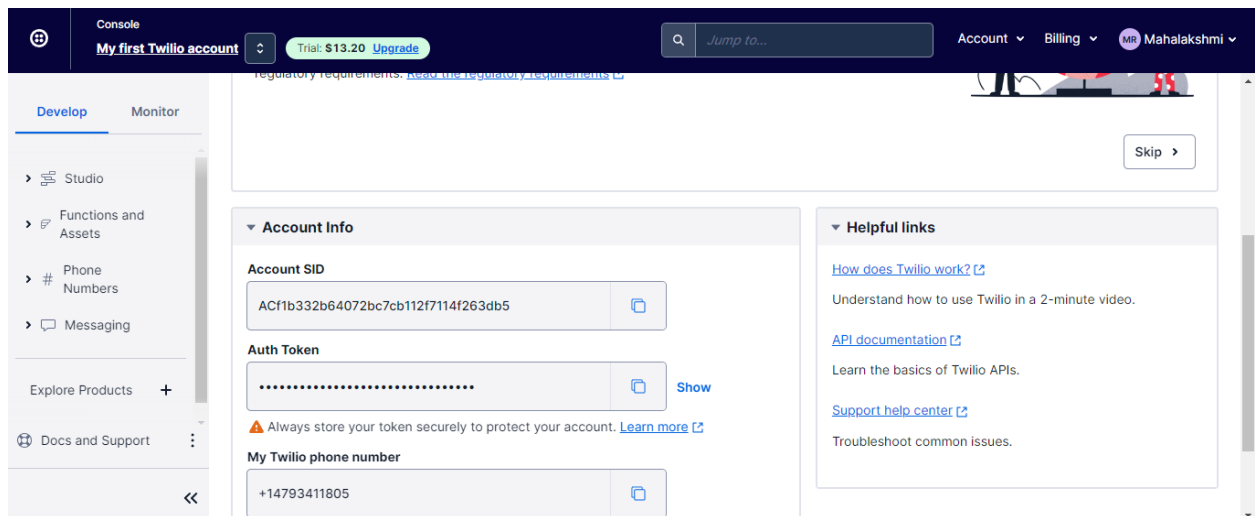 Console
My first Twilio account
Trial: $13.20 Upgrade
Jump to...
Account
Billing
MR Mahalakshmi
Develop
Monitor
Studio
Functions and
Assets
Phone
Numbers
Messaging
Explore Products +
Docs and Support
regulatory requirements. Read the regulatory requirements
Skip
Account Info
Account SID
ACf1b332b64072bc7cb112f7114f263db5
Auth Token
••••••••••••••••••••••••••••••••
Show
Always store your token securely to protect your account. Learn more
My Twilio phone number
+14793411805
Helpful links
How does Twilio work?
Understand how to use Twilio in a 2-minute video.
API documentation
Learn the basics of Twilio APIs.
Support help center
Troubleshoot common issues.